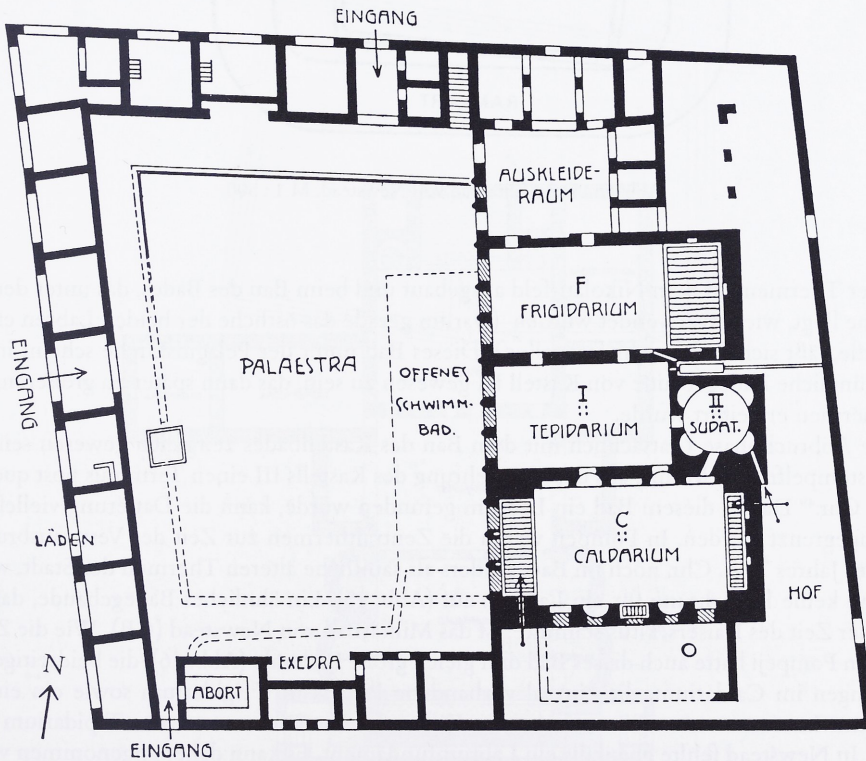 EINGANG
AUSKLEIDE-
RAUM
F
FRIGIDARIUM
PALAESTRA
OFFENES
SCHWIMM-
BAD.
I
TEPIDARIUM
II
SUDAT.
EINGANG
C
CALDARIUM
LÄDEN
HOF
N
EXEDRA
ABORT
EINGANG